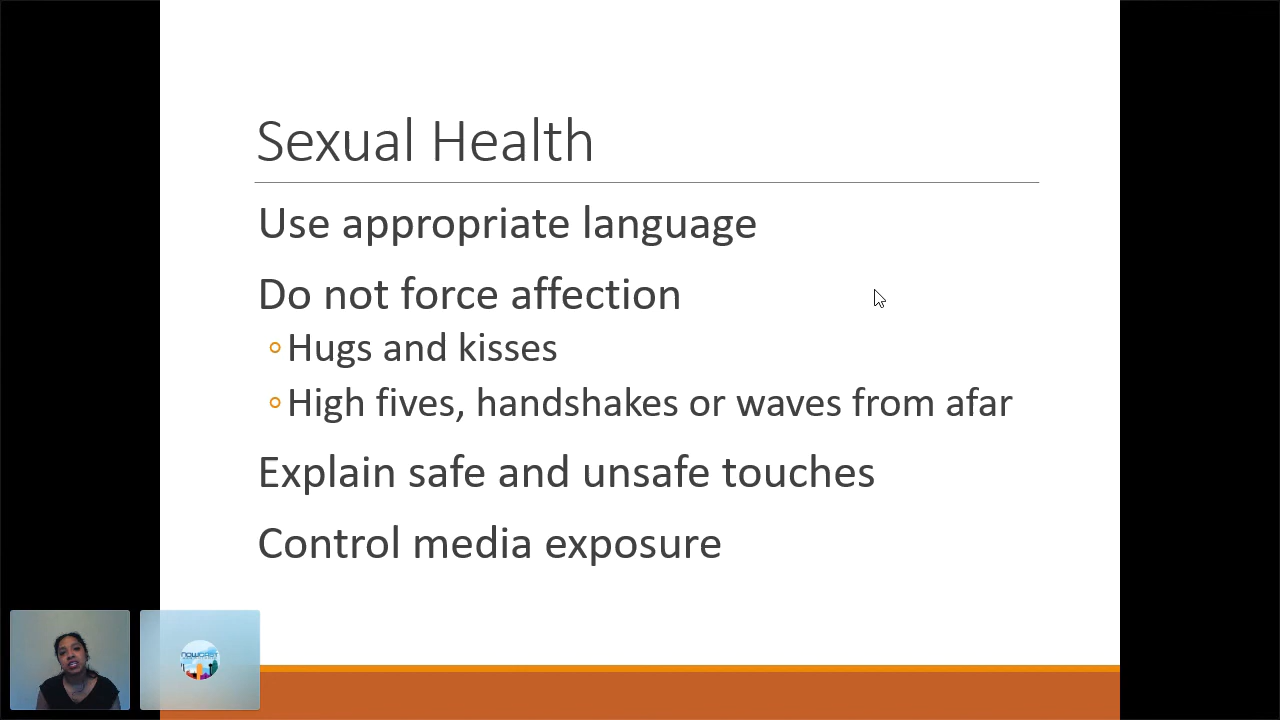 Sexual Health
Use appropriate language
Do not force affection
◦Hugs and kisses
◦High fives, handshakes or waves from afar
Explain safe and unsafe touches
Control media exposure
NOWCAST